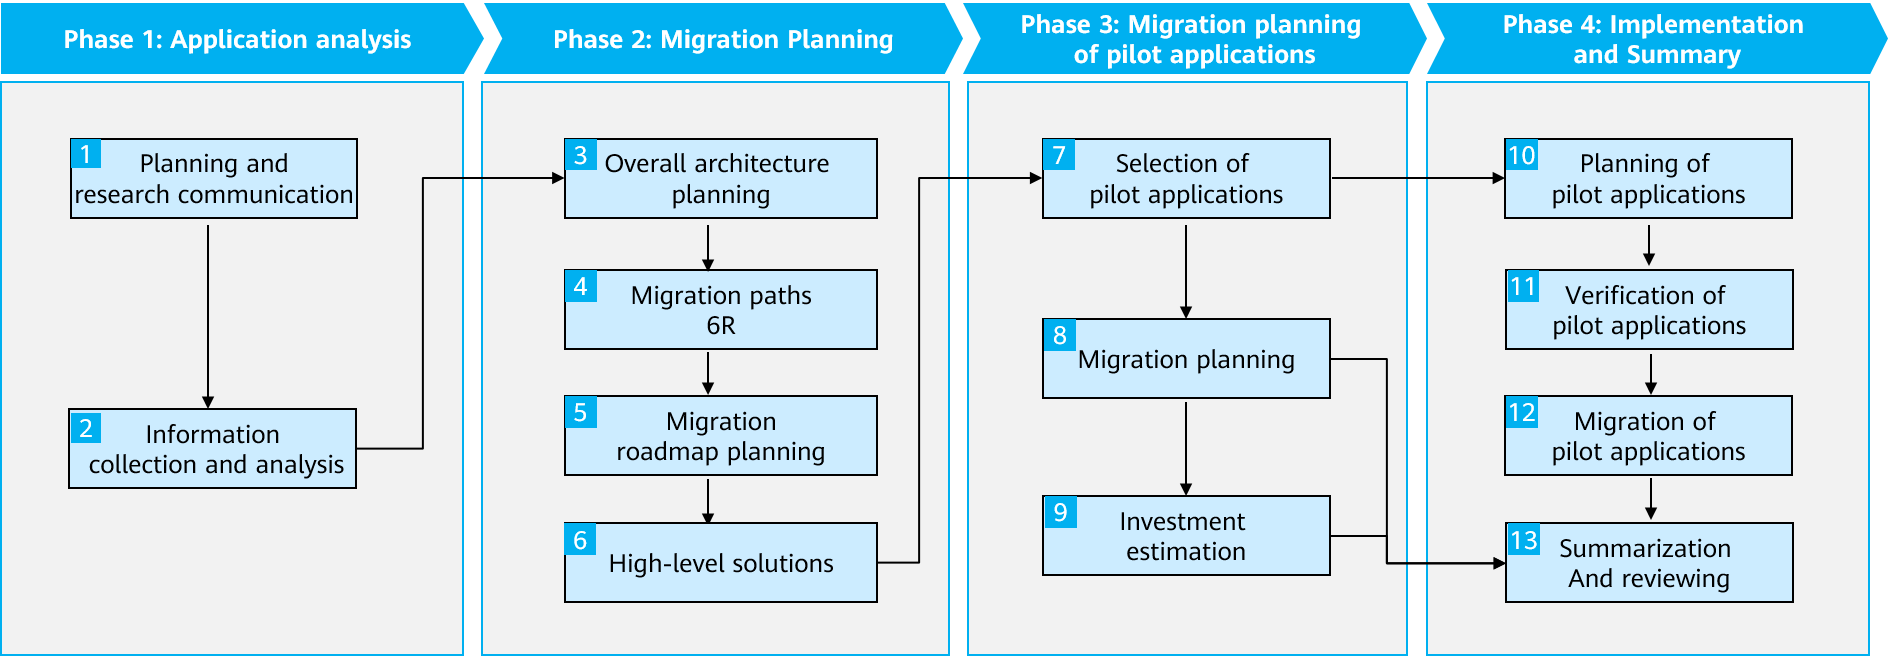 Phase 1: Application analysis
Phase 2: Migration Planning
Phase 3: Migration planning
of pilot applications
Phase 4: Implementation
and Summary
1
Planning and
research communication
2
Information
collection and analysis
3
Overall architecture
planning
4
Migration paths
6R
5
Migration
roadmap planning
6
High-level solutions
7
Selection of
pilot applications
8
Migration planning
9
Investment
estimation
10
Planning of
pilot applications
11
Verification of
pilot applications
12
Migration of
pilot applications
13
Summarization
And reviewing